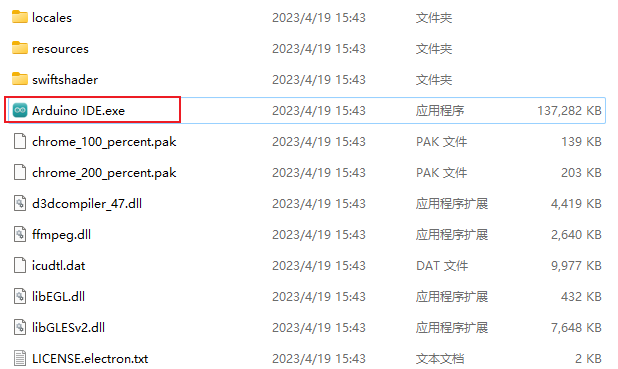 locales 2023/4/19 15:43 文件夹
resources 2023/4/19 15:43 文件夹
swiftshader 2023/4/19 15:43 文件夹
Arduino IDE.exe 2023/4/19 15:43 应用程序 137,282 KB
chrome_100_percent.pak 2023/4/19 15:43 PAK 文件 139 KB
chrome_200_percent.pak 2023/4/19 15:43 PAK 文件 203 KB
d3dcompiler_47.dll 2023/4/19 15:43 应用程序扩展 4,419 KB
ffmpeg.dll 2023/4/19 15:43 应用程序扩展 2,640 KB
icudtl.dat 2023/4/19 15:43 DAT 文件 9,977 KB
libEGL.dll 2023/4/19 15:43 应用程序扩展 432 KB
libGLESv2.dll 2023/4/19 15:43 应用程序扩展 7,648 KB
LICENSE.electron.txt 2023/4/19 15:43 文本文档 2 KB